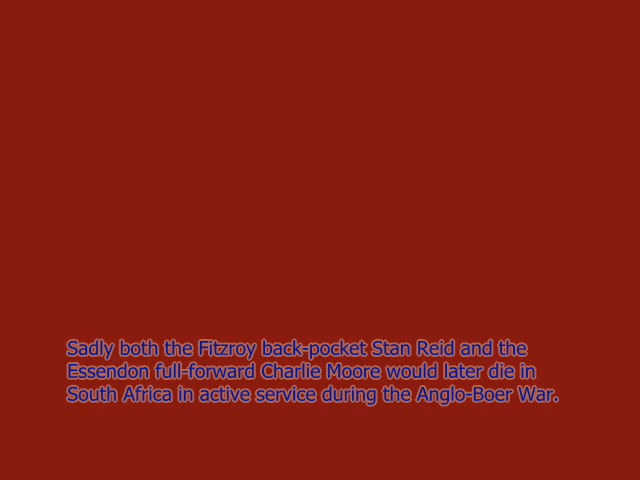 Sadly both the Fitzroy back-pocket Stan Reid and the
Essendon full-forward Charlie Moore would later die in
South Africa in active service during the Anglo-Boer War.